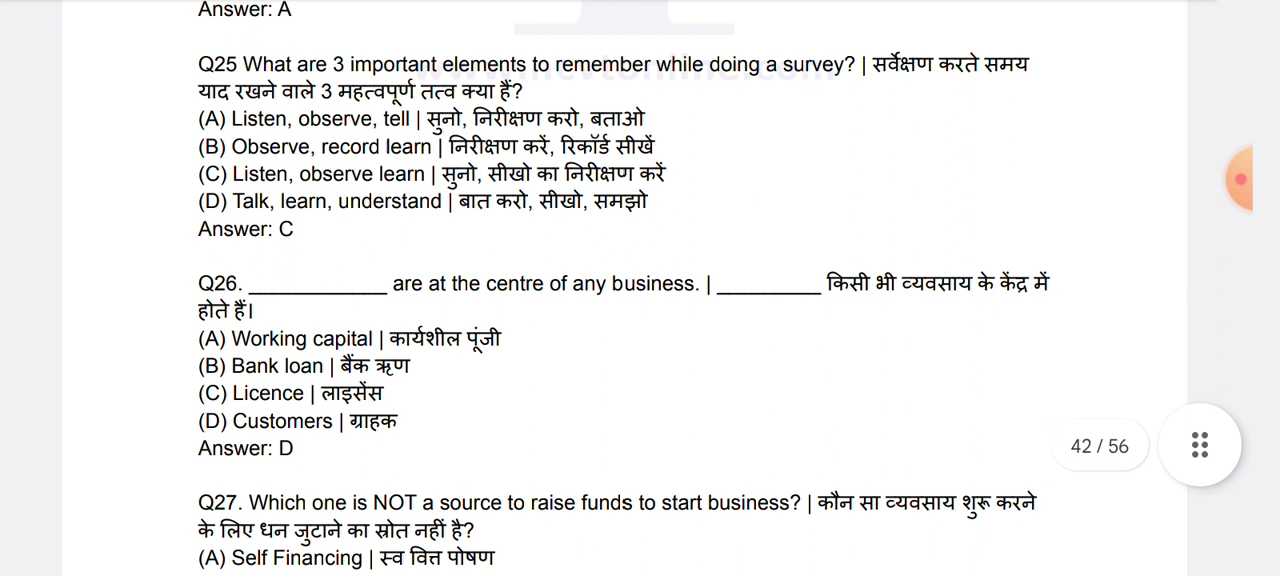 Answer: A
Q25 What are 3 important elements to remember while doing a survey? | सर्वेक्षण करते समय
याद रखने वाले 3 महत्वपूर्ण तत्व क्या हैं?
(A) Listen, observe, tell | सुनो, निरीक्षण करो, बताओ
(B) Observe, record learn | निरीक्षण करें, रिकॉर्ड सीखें
(C) Listen, observe learn | सुनो, सीखो का निरीक्षण करें
(D) Talk, learn, understand | बात करो, सीखो, समझो
Answer: C
Q26. ____________ are at the centre of any business. | _________ किसी भी व्यवसाय के केंद्र में
होते हैं।
(A) Working capital | कार्यशील पूंजी
(B) Bank loan | बैंक ऋण
(C) Licence | लाइसेंस
(D) Customers | ग्राहक
Answer: D
42 / 56
Q27. Which one is NOT a source to raise funds to start business? | कौन सा व्यवसाय शुरू करने
के लिए धन जुटाने का स्रोत नहीं है?
(A) Self Financing | स्व वित्त पोषण